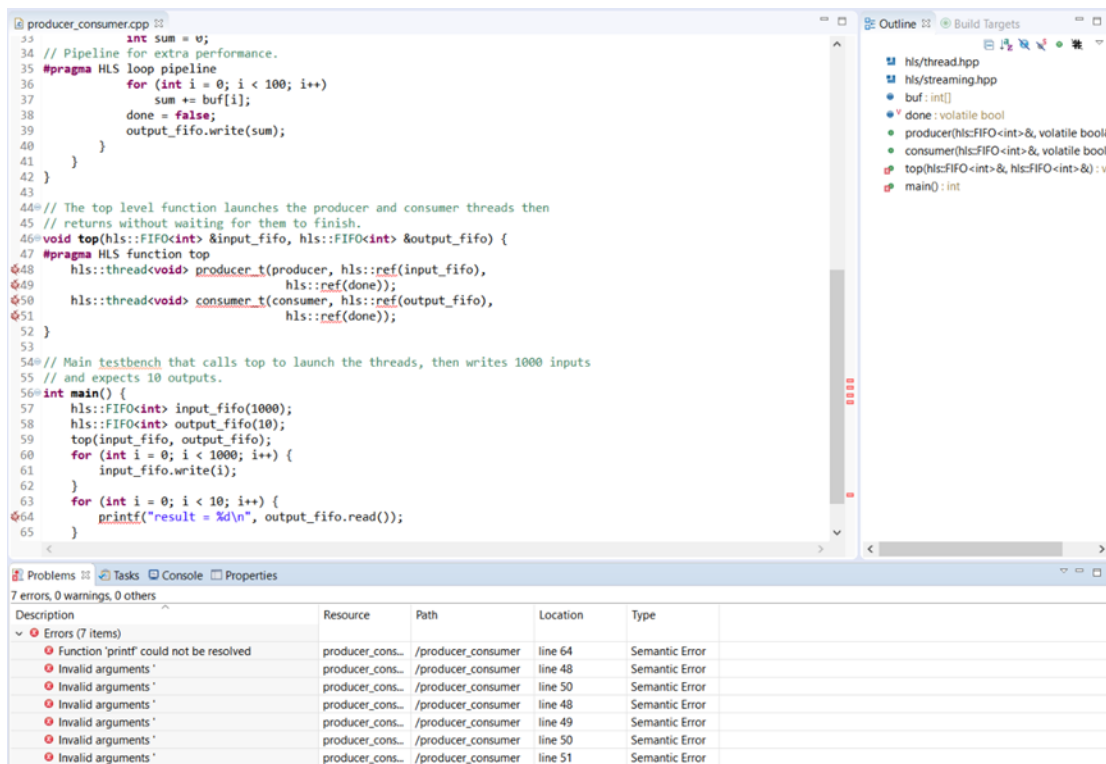 producer_consumer.cpp
33 int sum = 0;
34 // Pipeline for extra performance.
35 #pragma HLS loop pipeline
36 for (int i = 0; i < 100; i++)
37 sum += buf[i];
38 done = false;
39 output_fifo.write(sum);
40 }
41 }
42 }
43
44 // The top level function launches the producer and consumer threads then
45 // returns without waiting for them to finish.
46 void top(hls::FIFO<int> &input_fifo, hls::FIFO<int> &output_fifo) {
47 #pragma HLS function top
48 hls::thread<void> producer_t(producer, hls::ref(input_fifo),
49 hls::ref(done));
50 hls::thread<void> consumer_t(consumer, hls::ref(output_fifo),
51 hls::ref(done));
52 }
53
54 // Main testbench that calls top to launch the threads, then writes 1000 inputs
55 // and expects 10 outputs.
56 int main() {
57 hls::FIFO<int> input_fifo(1000);
58 hls::FIFO<int> output_fifo(10);
59 top(input_fifo, output_fifo);
60 for (int i = 0; i < 1000; i++) {
61 input_fifo.write(i);
62 }
63 for (int i = 0; i < 10; i++) {
64 printf("result = %d\n", output_fifo.read());
65 }
Outline Build Targets
hls/thread.hpp
hls/streaming.hpp
buf : int[]
done : volatile bool
producer(hls::FIFO<int>&, volatile bool&
consumer(hls::FIFO<int>&, volatile bool
top(hls::FIFO<int>&, hls::FIFO<int>&) : v
main() : int
Problems Tasks Console Properties
7 errors, 0 warnings, 0 others
Description Resource Path Location Type
Errors (7 items)
Function 'printf' could not be resolved producer_cons... /producer_consumer line 64 Semantic Error
Invalid arguments ' producer_cons... /producer_consumer line 48 Semantic Error
Invalid arguments ' producer_cons... /producer_consumer line 50 Semantic Error
Invalid arguments ' producer_cons... /producer_consumer line 48 Semantic Error
Invalid arguments ' producer_cons... /producer_consumer line 49 Semantic Error
Invalid arguments ' producer_cons... /producer_consumer line 50 Semantic Error
Invalid arguments ' producer_cons... /producer_consumer line 51 Semantic Error